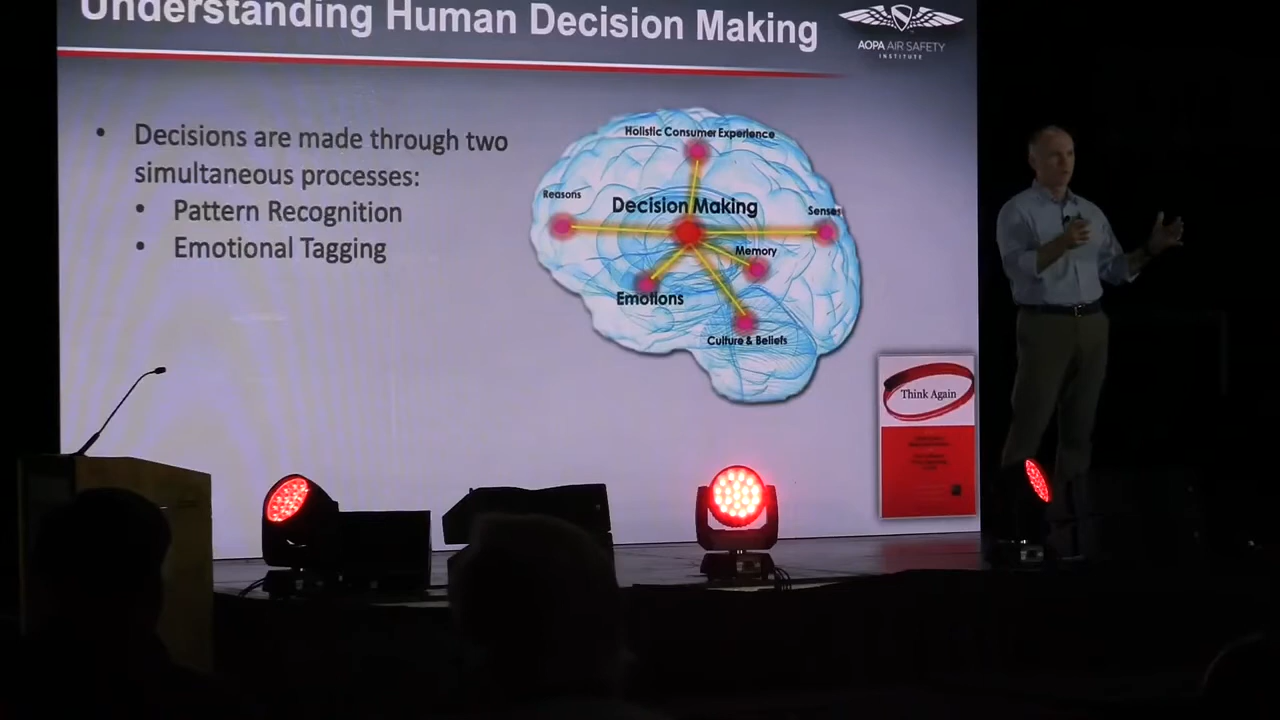 Understanding Human Decision Making
AOPA AIR SAFETY
INSTITUTE
• Decisions are made through two
simultaneous processes:
• Pattern Recognition
• Emotional Tagging
Holistic Consumer Experience
Reasons
Decision Making
Senses
Memory
Emotions
Culture & Beliefs
Think Again